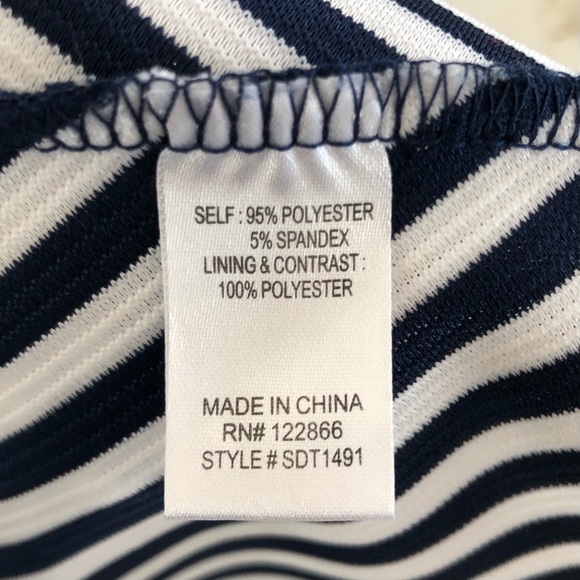 SELF : 95% POLYESTER
5% SPANDEX
LINING & CONTRAST :
100% POLYESTER
MADE IN CHINA
RN# 122866
STYLE # SDT1491